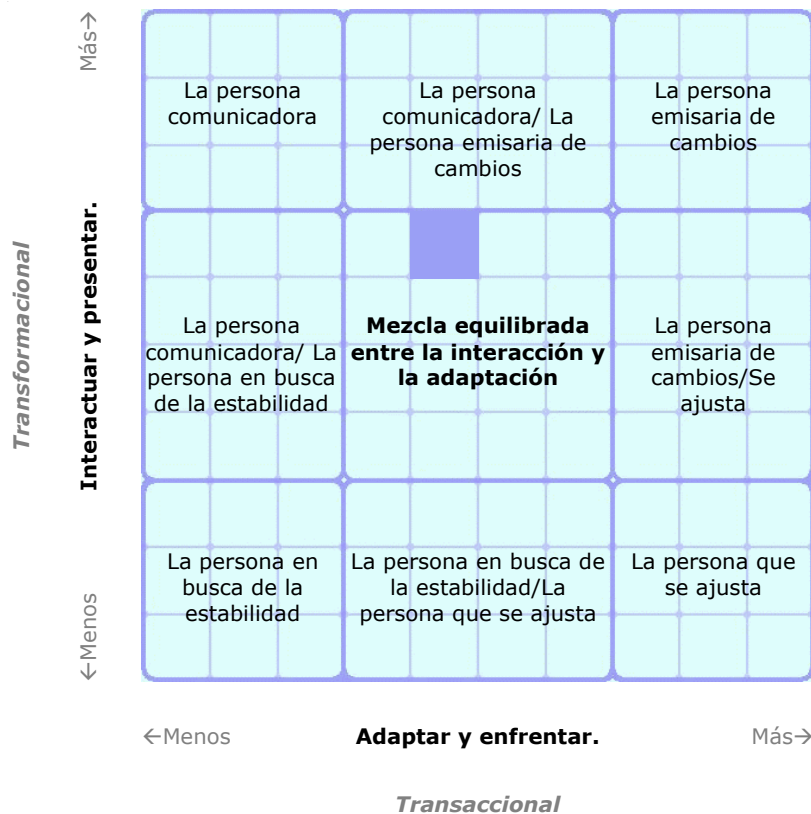 Más→
La persona
comunicadora
La persona
comunicadora/ La
persona emisaria de
cambios
La persona
emisaria de
cambios
Transformacional
Interactuar y presentar.
La persona
comunicadora/ La
persona en busca
de la estabilidad
Mezcla equilibrada
entre la interacción y
la adaptación
La persona
emisaria de
cambios/Se
ajusta
La persona en
busca de la
estabilidad
La persona en busca de
la estabilidad/La
persona que se ajusta
La persona que
se ajusta
←Menos
←Menos
Adaptar y enfrentar.
Más→
Transaccional